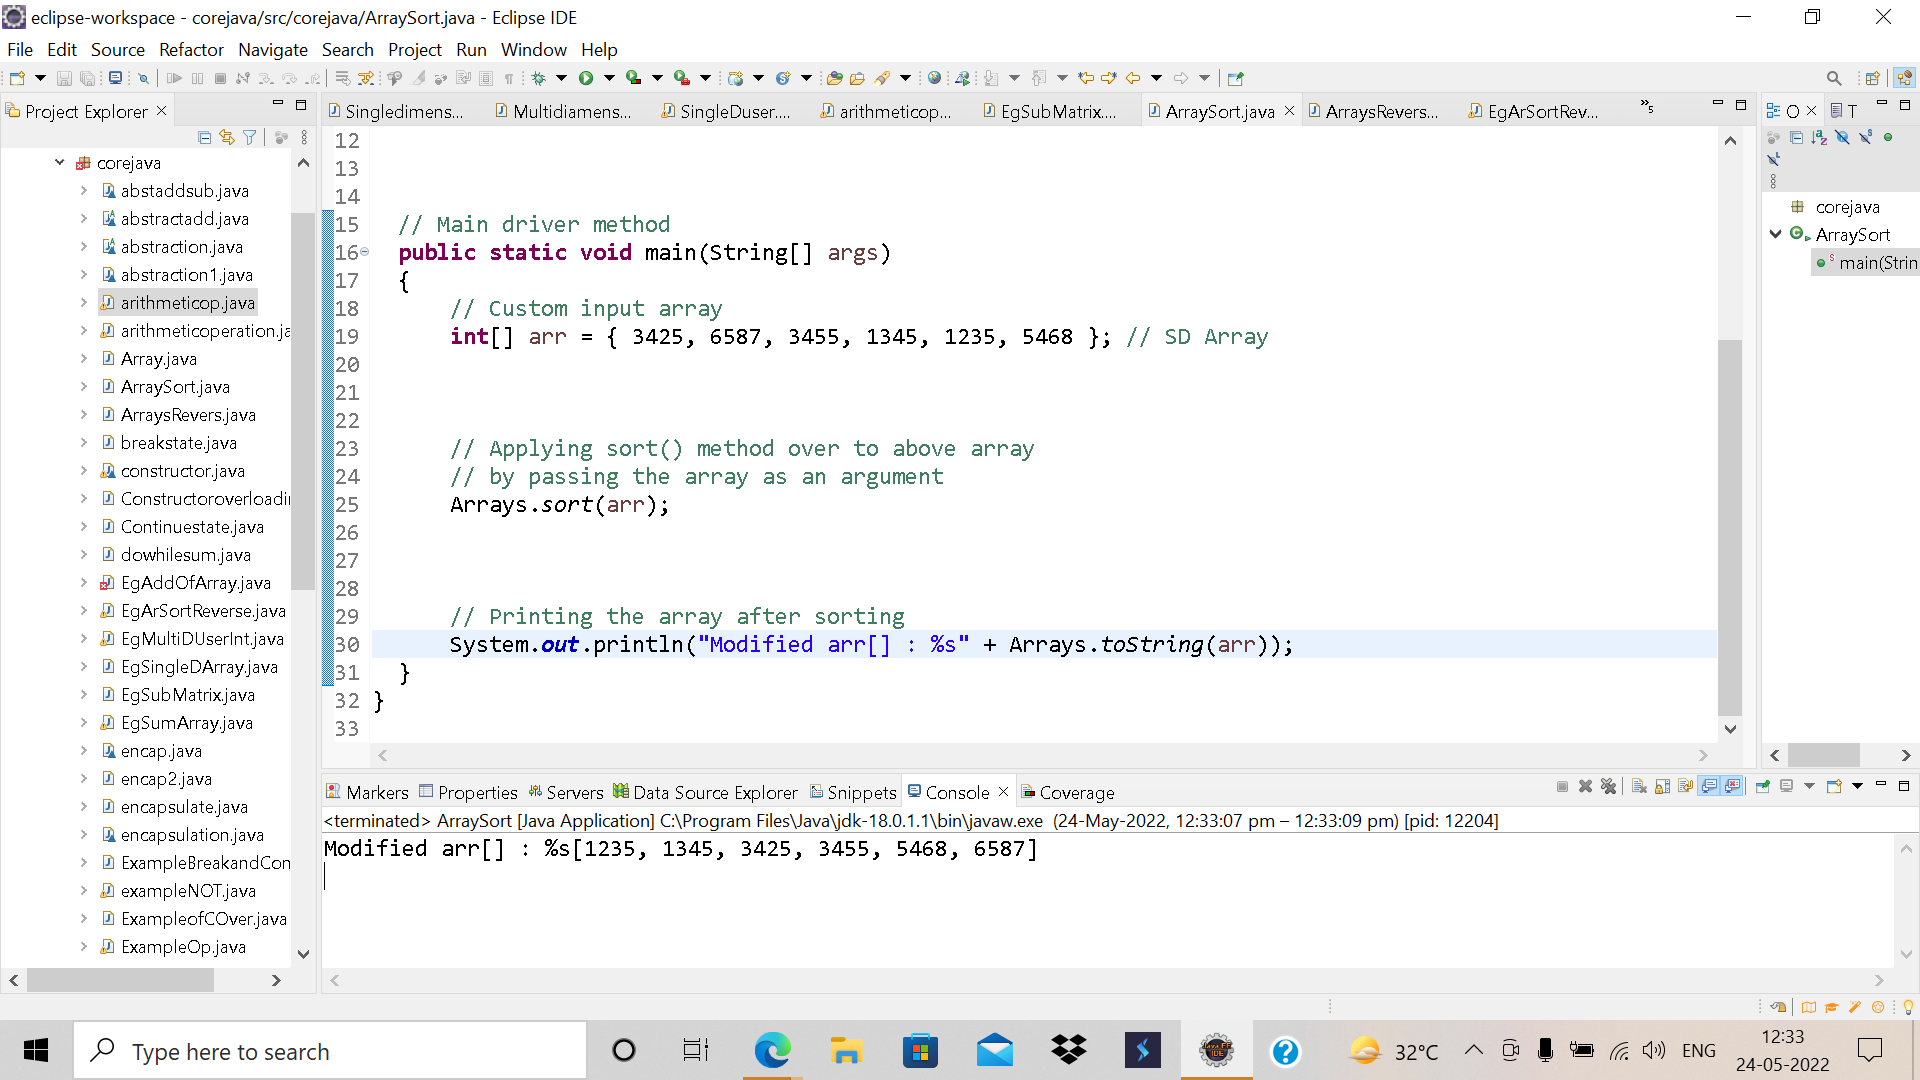 eclipse-workspace - corejava/src/corejava/ArraySort.java - Eclipse IDE
File Edit Source Refactor Navigate Search Project Run Window Help
Project Explorer
Singledimens...
Multidiamens...
SingleDuser....
arithmeticop...
EgSubMatrix....
ArraySort.java
ArraysRevers...
EgArSortRev...
»5
O
T
corejava
abstaddsub.java
abstractadd.java
abstraction.java
abstraction1.java
arithmeticop.java
arithmeticoperation.ja
Array.java
ArraySort.java
ArraysRevers.java
breakstate.java
constructor.java
Constructoroverloadin
Continuestate.java
dowhilesum.java
EgAddOfArray.java
EgArSortReverse.java
EgMultiDUserInt.java
EgSingleDArray.java
EgSubMatrix.java
EgSumArray.java
encap.java
encap2.java
encapsulate.java
encapsulation.java
ExampleBreakandCon
exampleNOT.java
ExampleofCOver.java
ExampleOp.java
12
13
14
15 // Main driver method
16 public static void main(String[] args)
17 {
18 // Custom input array
19 int[] arr = { 3425, 6587, 3455, 1345, 1235, 5468 }; // SD Array
20
21
22
23 // Applying sort() method over to above array
24 // by passing the array as an argument
25 Arrays.sort(arr);
26
27
28
29 // Printing the array after sorting
30 System.out.println("Modified arr[] : %s" + Arrays.toString(arr));
31 }
32 }
33
corejava
ArraySort
main(Strin
Markers Properties Servers Data Source Explorer Snippets Console Coverage
<terminated> ArraySort [Java Application] C:\Program Files\Java\jdk-18.0.1.1\bin\javaw.exe (24-May-2022, 12:33:07 pm – 12:33:09 pm) [pid: 12204]
Modified arr[] : %s[1235, 1345, 3425, 3455, 5468, 6587]
Type here to search
Java EE
IDE
32°C
ENG
12:33
24-05-2022